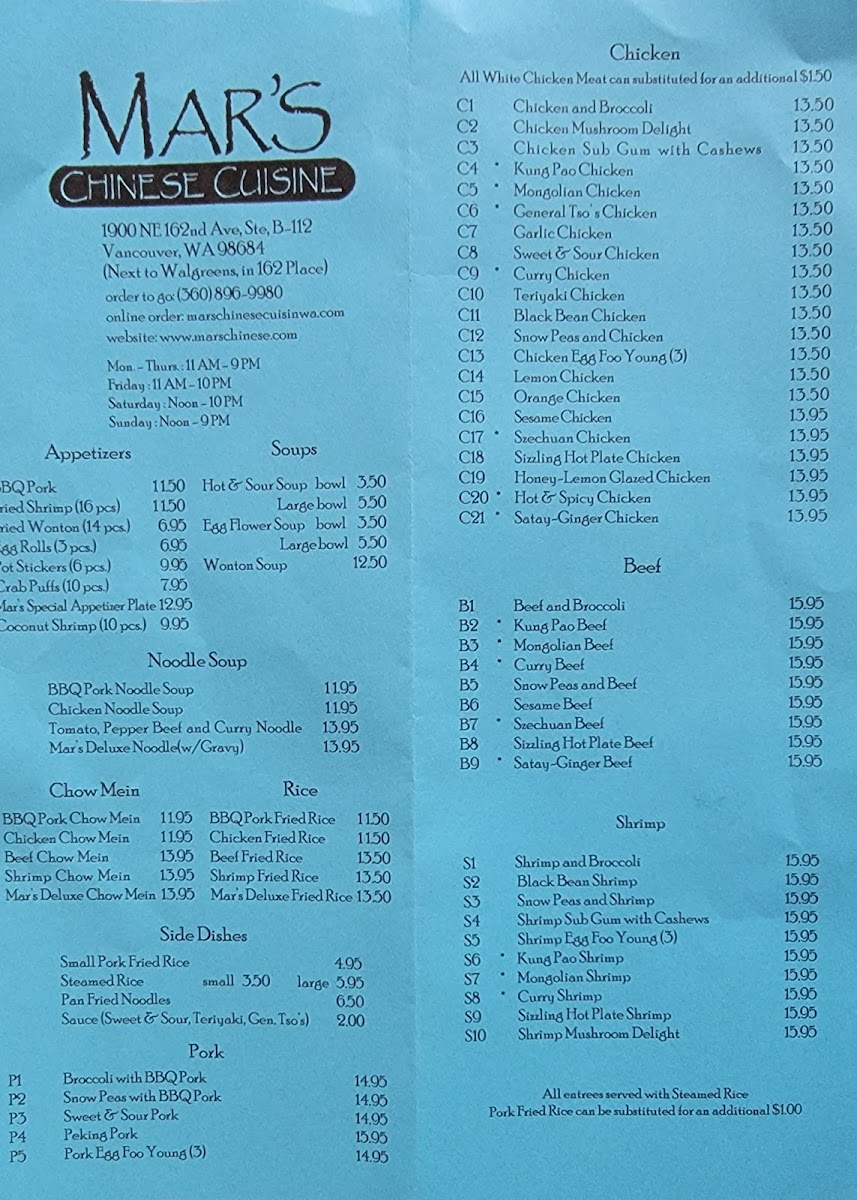 MAR'S
CHINESE CUISINE
1900 NE 162nd Ave, Ste, B-112
Vancouver, WA 98684
(Next to Walgreens, in 162 Place)
order to go: (360) 896-9980
online order: marschinesecuisinwa.com
website: www.marschinese.com
Mon. - Thurs. : 11 AM - 9 PM
Friday : 11 AM - 10 PM
Saturday : Noon - 10 PM
Sunday : Noon - 9 PM
Appetizers
BQ Pork 11.50
ried Shrimp (16 pcs) 11.50
ried Wonton (14 pcs.) 6.95
gg Rolls (3 pcs.) 6.95
ot Stickers (6 pcs.) 9.95
Crab Puffs (10 pcs.) 7.95
Mar's Special Appetizer Plate 12.95
Coconut Shrimp (10 pcs.) 9.95
Soups
Hot & Sour Soup bowl 3.50
Large bowl 5.50
Egg Flower Soup bowl 3.50
Large bowl 5.50
Wonton Soup 12.50
Noodle Soup
BBQ Pork Noodle Soup 11.95
Chicken Noodle Soup 11.95
Tomato, Pepper Beef and Curry Noodle 13.95
Mar's Deluxe Noodle(w/Gravy) 13.95
Chow Mein
BBQ Pork Chow Mein 11.95
Chicken Chow Mein 11.95
Beef Chow Mein 13.95
Shrimp Chow Mein 13.95
Mar's Deluxe Chow Mein 13.95
Rice
BBQ Pork Fried Rice 11.50
Chicken Fried Rice 11.50
Beef Fried Rice 13.50
Shrimp Fried Rice 13.50
Mar's Deluxe Fried Rice 13.50
Side Dishes
Small Pork Fried Rice 4.95
Steamed Rice small 3.50 large 5.95
Pan Fried Noodles 6.50
Sauce (Sweet & Sour, Teriyaki, Gen. Tso's) 2.00
Pork
P1 Broccoli with BBQ Pork 14.95
P2 Snow Peas with BBQ Pork 14.95
P3 Sweet & Sour Pork 14.95
P4 Peking Pork 15.95
P5 Pork Egg Foo Young (3) 14.95
Chicken
All White Chicken Meat can substituted for an additional $1.50
C1 Chicken and Broccoli 13.50
C2 Chicken Mushroom Delight 13.50
C3 Chicken Sub Gum with Cashews 13.50
C4 * Kung Pao Chicken 13.50
C5 * Mongolian Chicken 13.50
C6 * General Tso's Chicken 13.50
C7 Garlic Chicken 13.50
C8 Sweet & Sour Chicken 13.50
C9 * Curry Chicken 13.50
C10 Teriyaki Chicken 13.50
C11 Black Bean Chicken 13.50
C12 Snow Peas and Chicken 13.50
C13 Chicken Egg Foo Young (3) 13.50
C14 Lemon Chicken 13.50
C15 Orange Chicken 13.50
C16 Sesame Chicken 13.95
C17 * Szechuan Chicken 13.95
C18 Sizzling Hot Plate Chicken 13.95
C19 Honey-Lemon Glazed Chicken 13.95
C20 * Hot & Spicy Chicken 13.95
C21 * Satay-Ginger Chicken 13.95
Beef
B1 Beef and Broccoli 15.95
B2 * Kung Pao Beef 15.95
B3 * Mongolian Beef 15.95
B4 * Curry Beef 15.95
B5 Snow Peas and Beef 15.95
B6 Sesame Beef 15.95
B7 * Szechuan Beef 15.95
B8 Sizzling Hot Plate Beef 15.95
B9 * Satay-Ginger Beef 15.95
Shrimp
S1 Shrimp and Broccoli 15.95
S2 Black Bean Shrimp 15.95
S3 Snow Peas and Shrimp 15.95
S4 Shrimp Sub Gum with Cashews 15.95
S5 Shrimp Egg Foo Young (3) 15.95
S6 * Kung Pao Shrimp 15.95
S7 * Mongolian Shrimp 15.95
S8 * Curry Shrimp 15.95
S9 Sizzling Hot Plate Shrimp 15.95
S10 Shrimp Mushroom Delight 15.95
All entrees served with Steamed Rice
Pork Fried Rice can be substituted for an additional $1.00